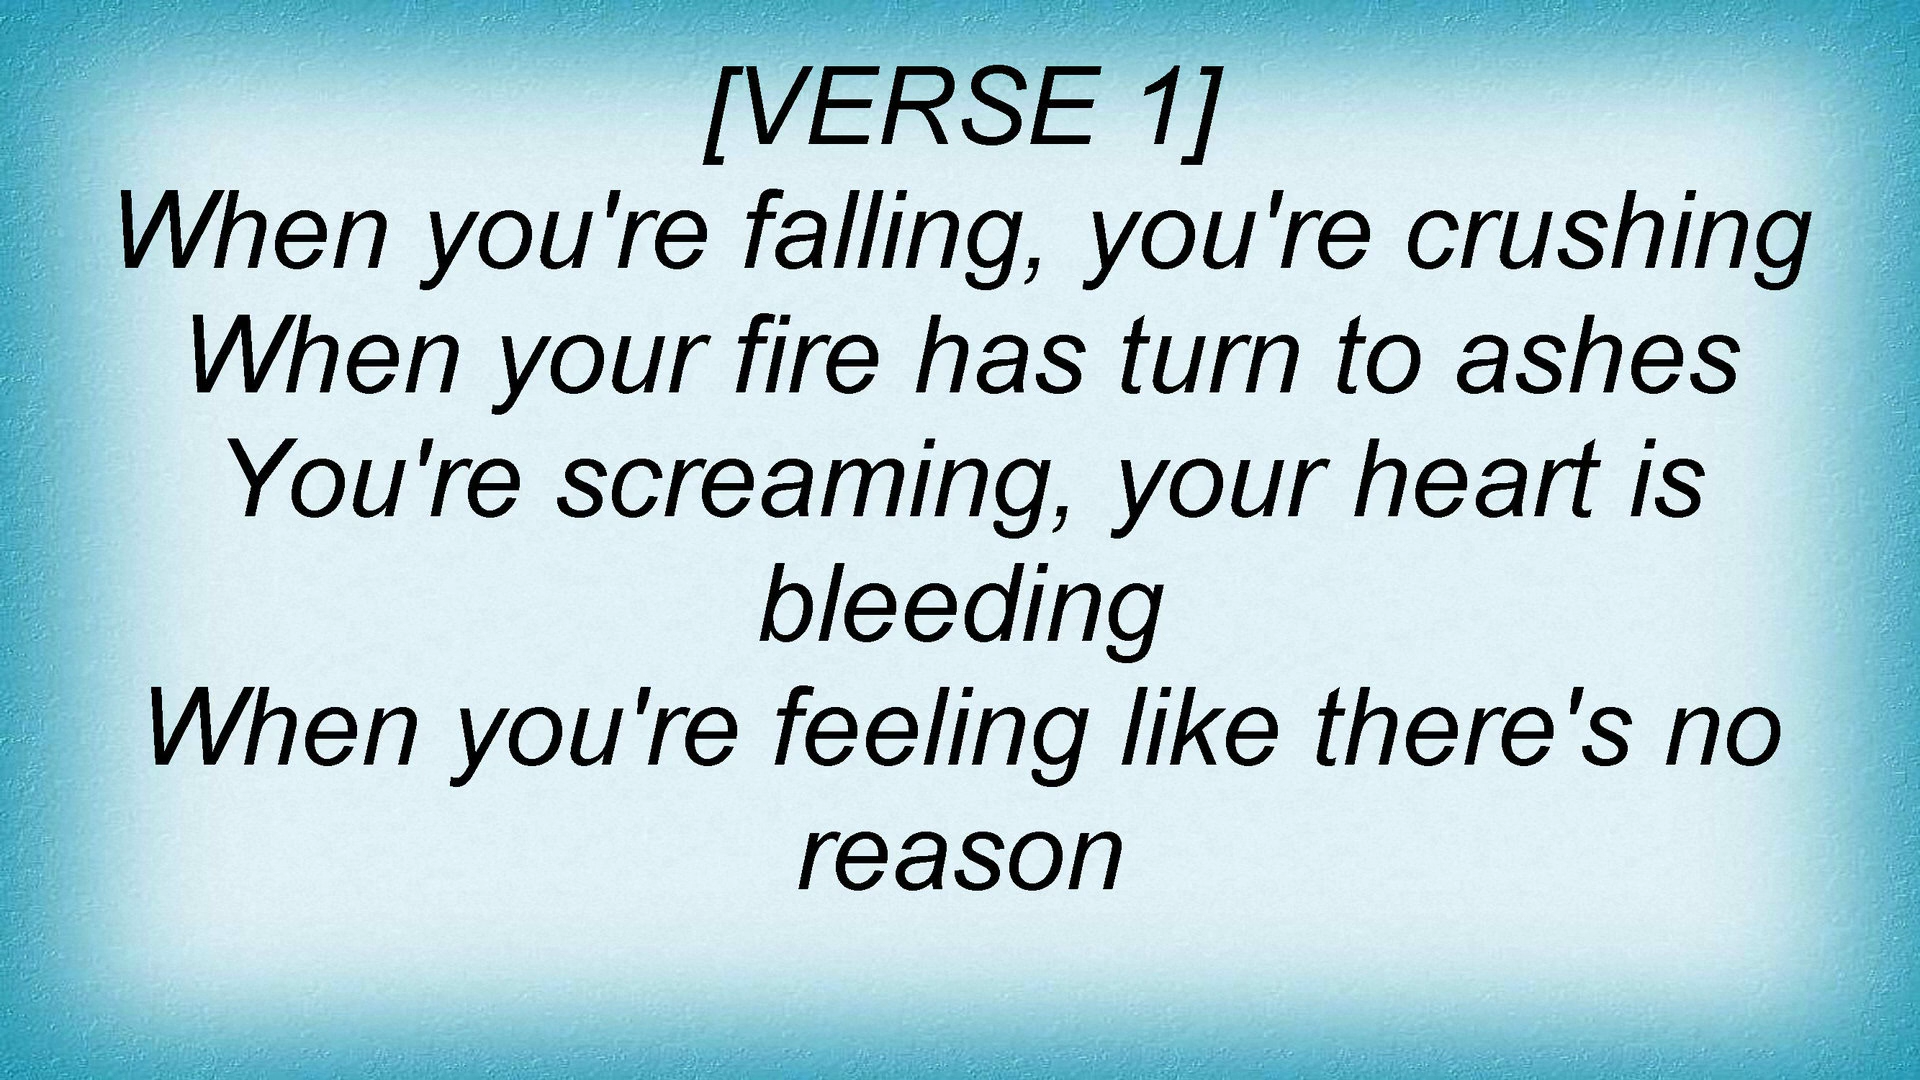 [VERSE 1]
When you're falling, you're crushing
When your fire has turn to ashes
You're screaming, your heart is
bleeding
When you're feeling like there's no
reason